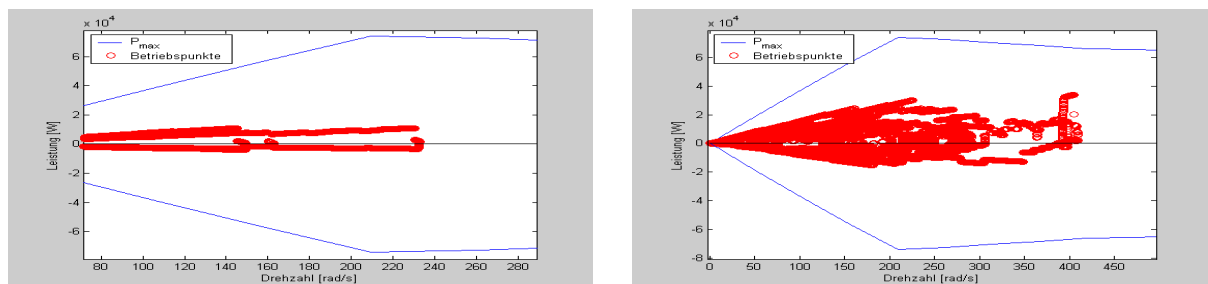 x 10^4
P_max
Betriebspunkte
6
4
2
0
-2
-4
-6
Leistung [W]
80 100 120 140 160 180 200 220 240 260 280
Drehzahl [rad/s]
x 10^4
P_max
Betriebspunkte
6
4
2
0
-2
-4
-6
-8
Leistung [W]
0 50 100 150 200 250 300 350 400 450
Drehzahl [rad/s]